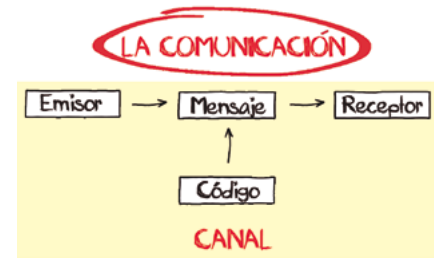 LA COMUNICACIÓN
Emisor → Mensaje → Receptor
↑
Código
CANAL